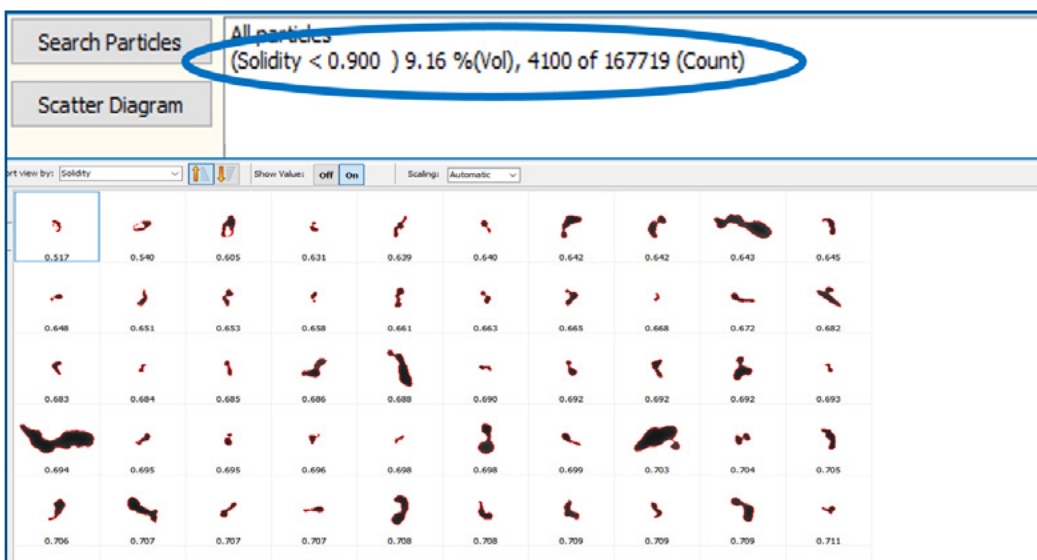 Search Particles
Scatter Diagram
All particles
(Solidity < 0.900 ) 9.16 %(Vol), 4100 of 167719 (Count)
rt view by: Solidity Show Value: Off On Scaling: Automatic
0.517 0.540 0.605 0.631 0.639 0.640 0.642 0.642 0.643 0.645
0.648 0.651 0.653 0.658 0.661 0.663 0.665 0.668 0.672 0.682
0.683 0.684 0.685 0.686 0.688 0.690 0.692 0.692 0.692 0.693
0.694 0.695 0.695 0.696 0.698 0.698 0.699 0.703 0.704 0.705
0.706 0.707 0.707 0.707 0.708 0.708 0.709 0.709 0.709 0.711